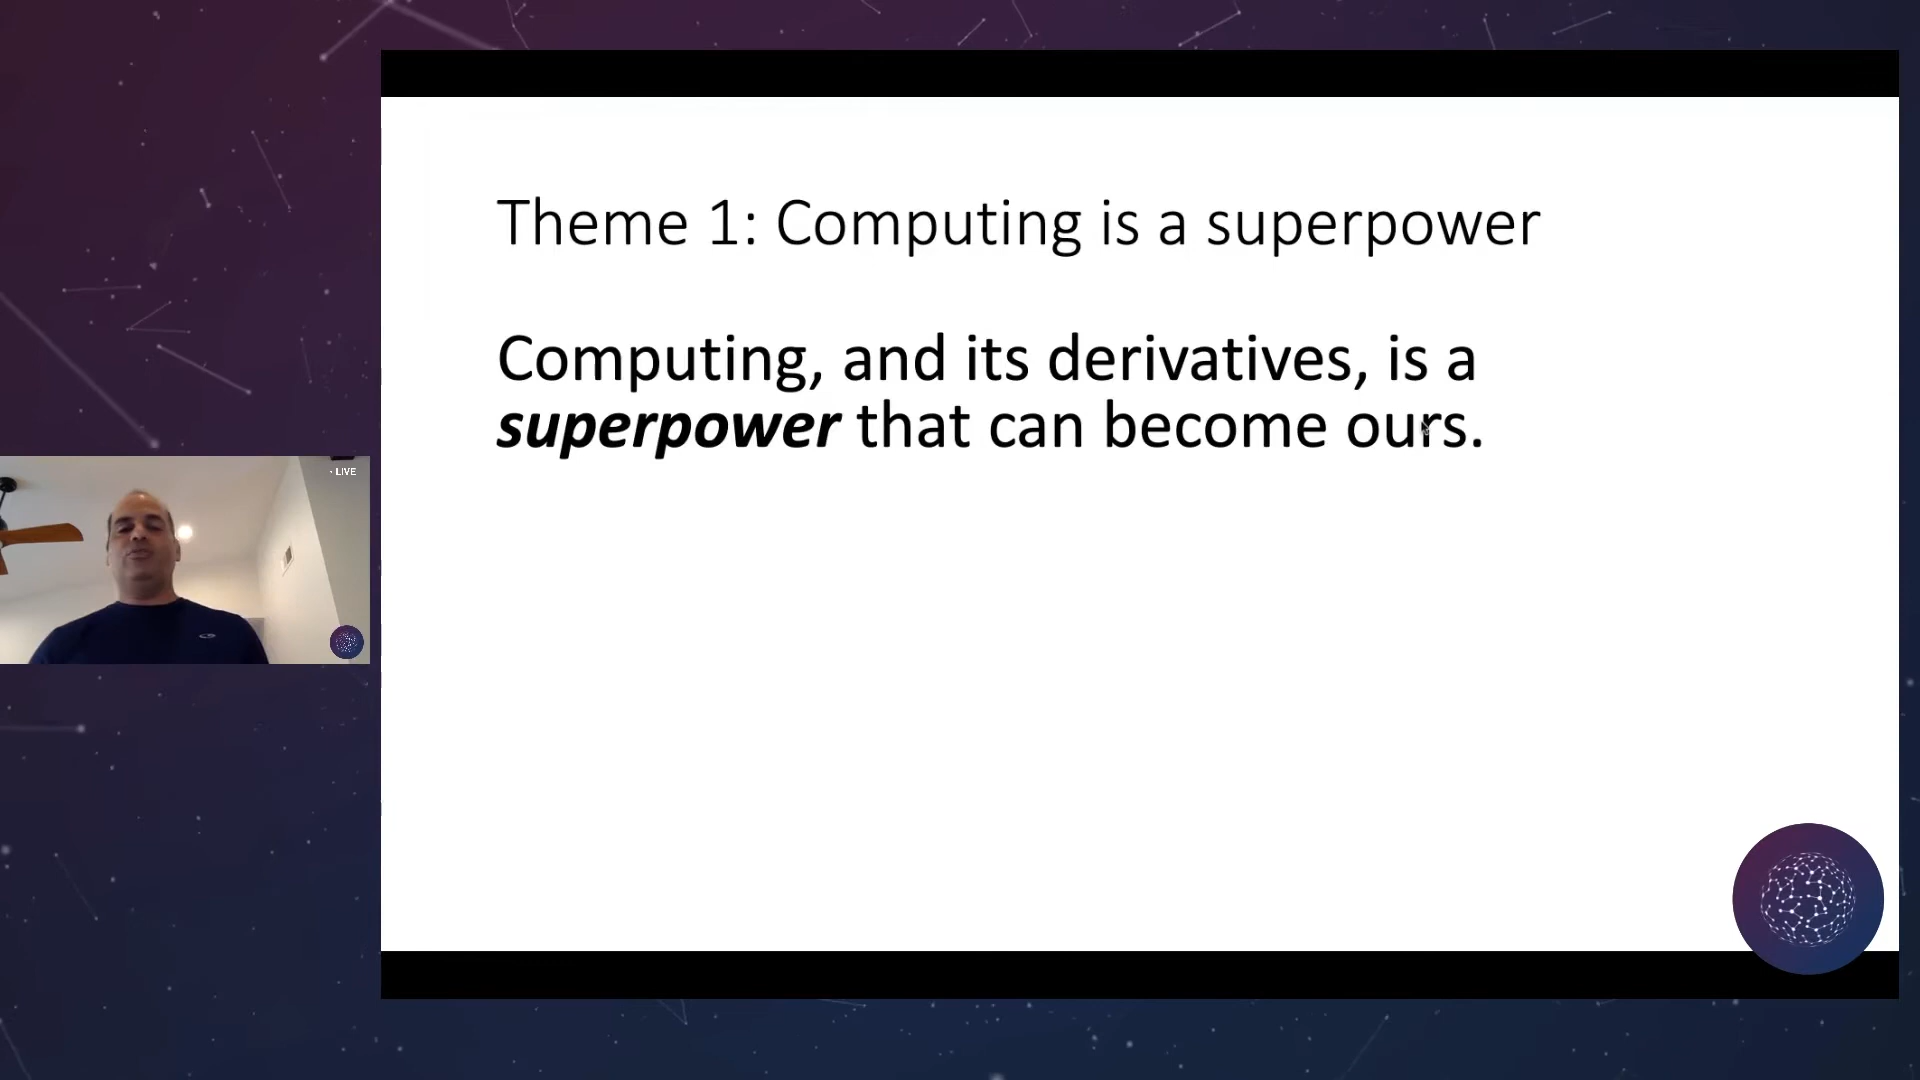 Theme 1: Computing is a superpower
Computing, and its derivatives, is a
superpower that can become ours.
LIVE